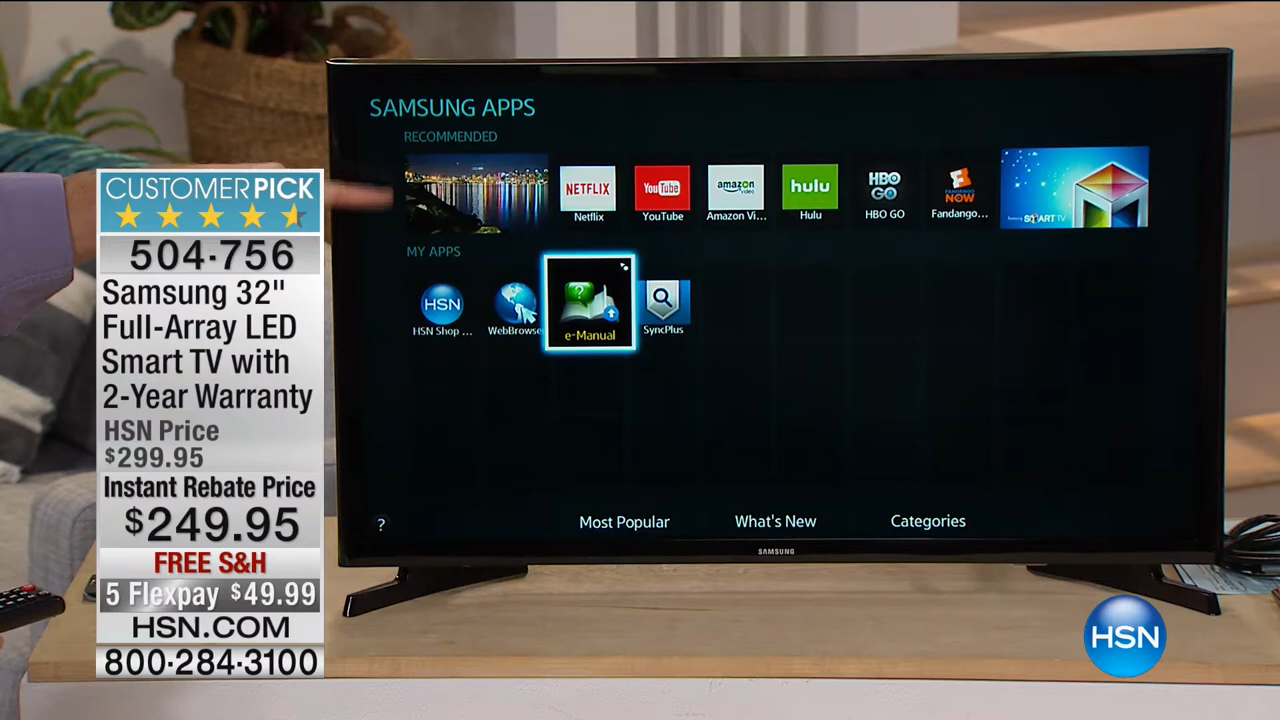 CUSTOMER PICK
504-756
Samsung 32"
Full-Array LED
Smart TV with
2-Year Warranty
HSN Price
$299.95
Instant Rebate Price
$249.95
FREE S&H
5 Flexpay $49.99
HSN.COM
800-284-3100
SAMSUNG APPS
RECOMMENDED
NETFLIX
Netflix
YouTube
YouTube
amazon video
Amazon Vi...
hulu
Hulu
HBO GO
HBO GO
FANDANGO NOW
Fandango...
Samsung SMART TV
MY APPS
HSN
HSN Shop ...
WebBrowse
?
e-Manual
SyncPlus
?
Most Popular
What's New
Categories
SAMSUNG
HSN